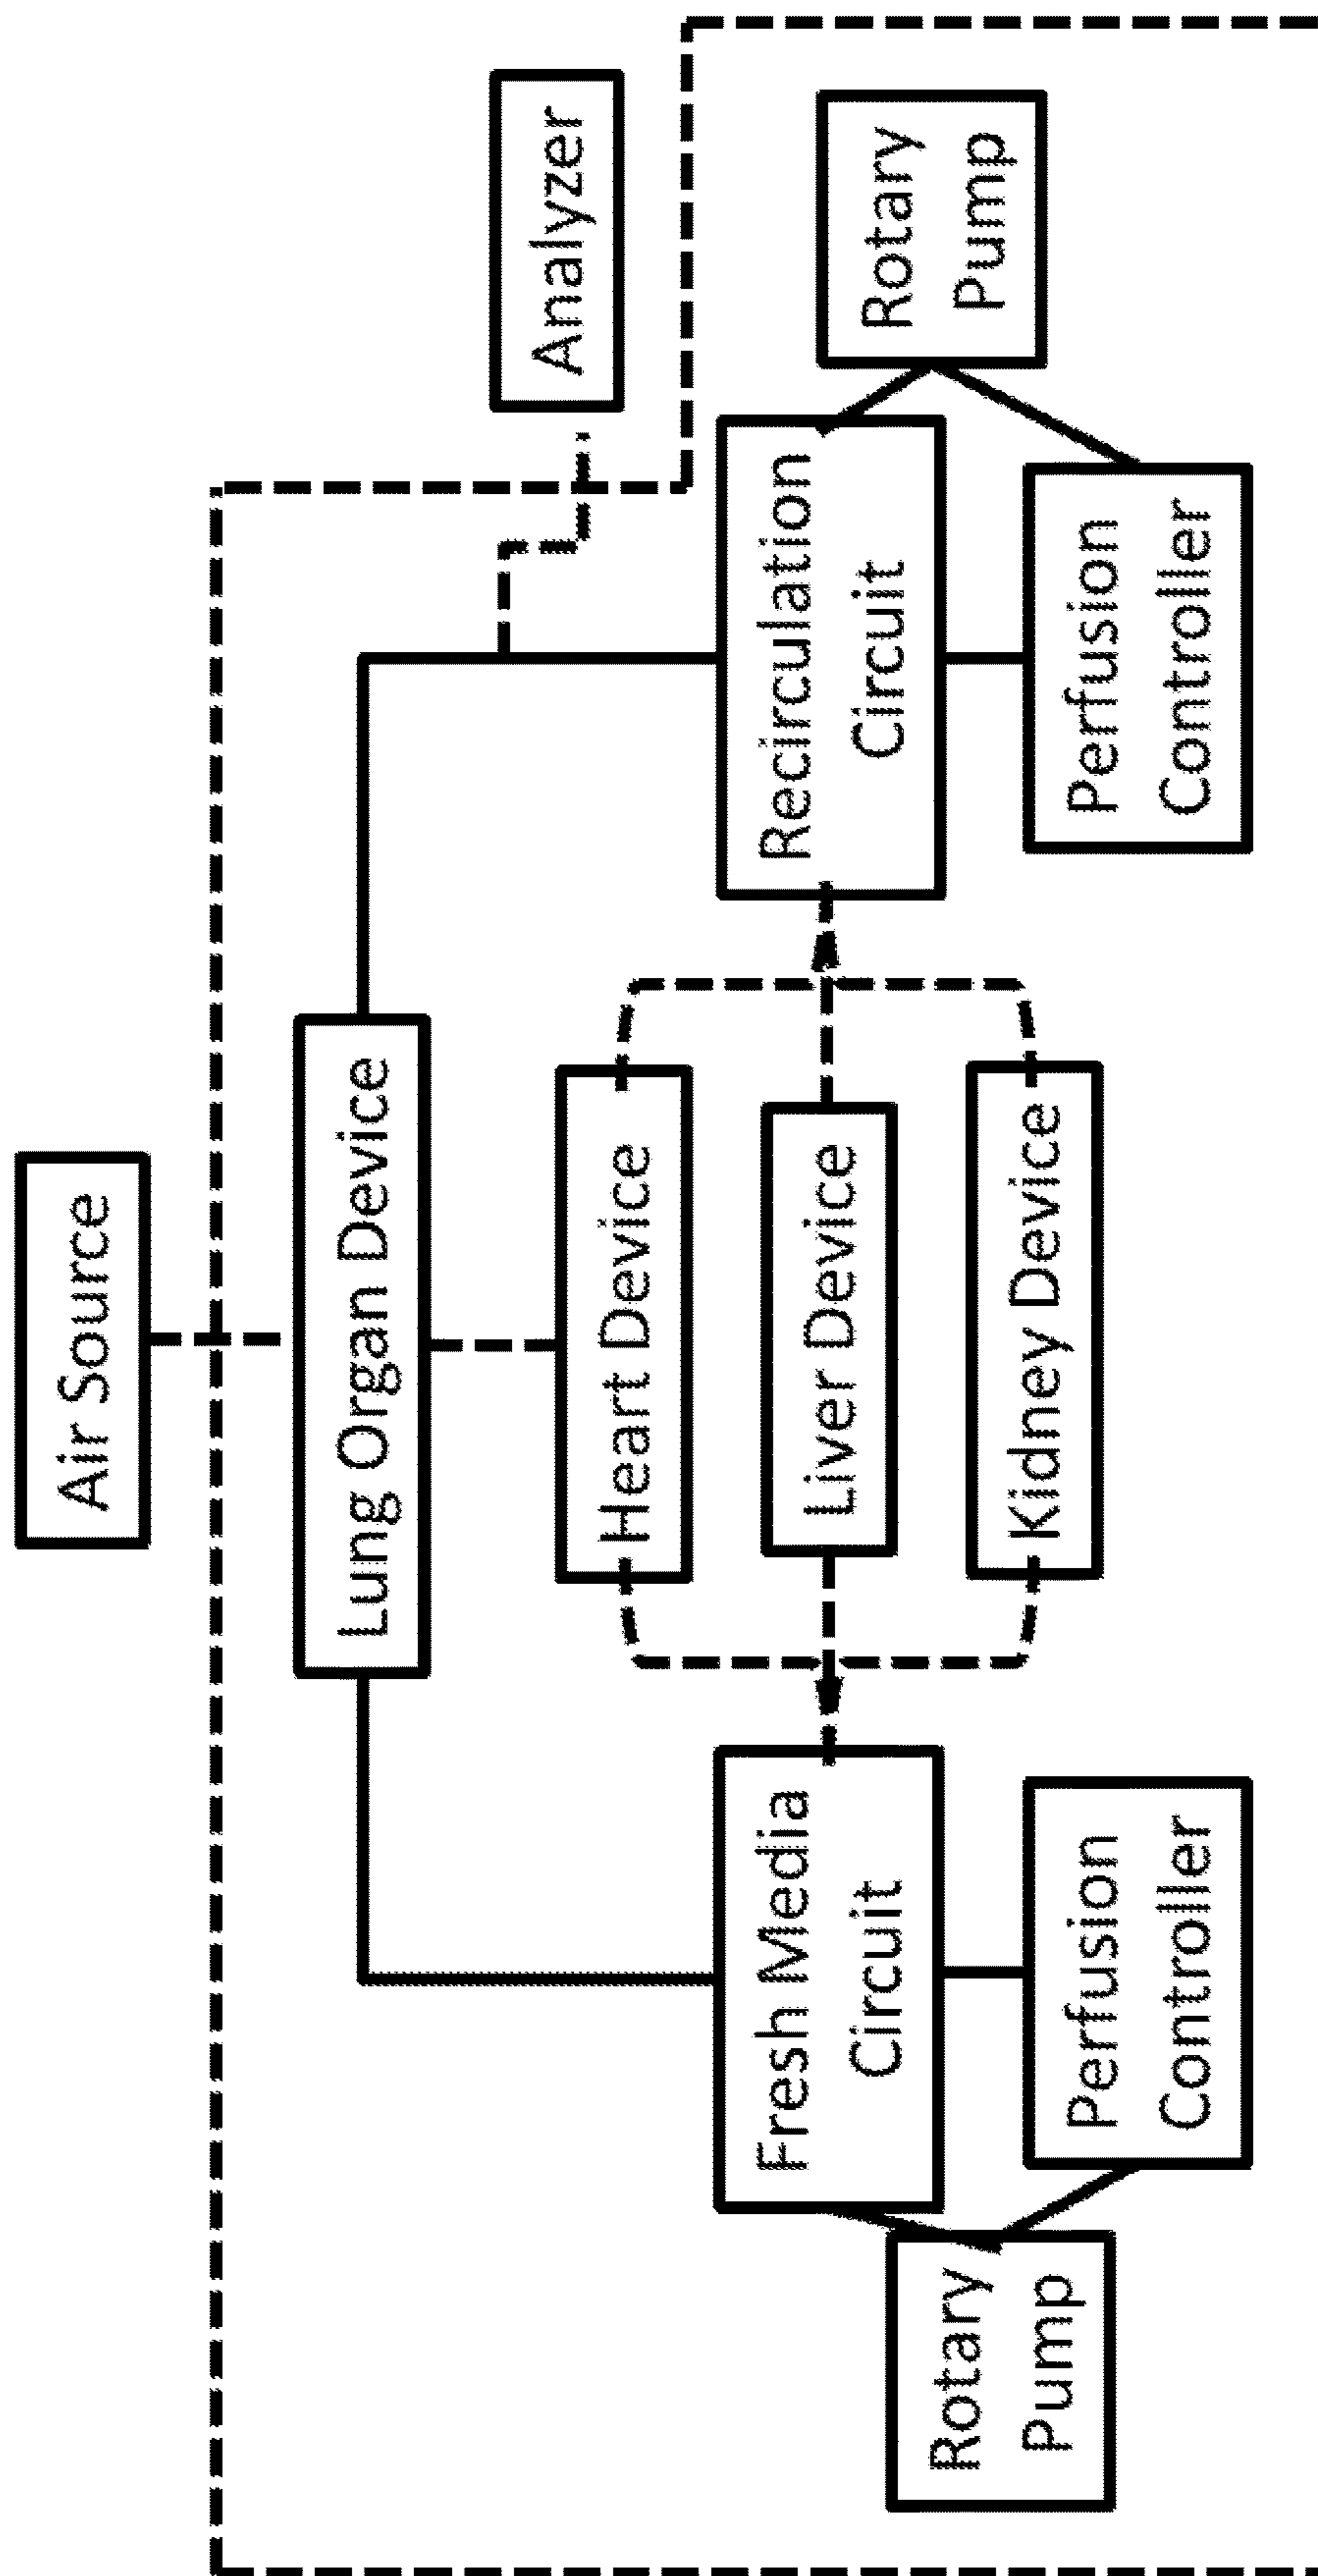 Air Source
Lung Organ Device
Analyzer
Heart Device
Fresh Media
Circuit
Liver Device
Recirculation
Circuit
Rotary
Pump
Rotary
Pump
Kidney Device
Perfusion
Controller
Perfusion
Controller